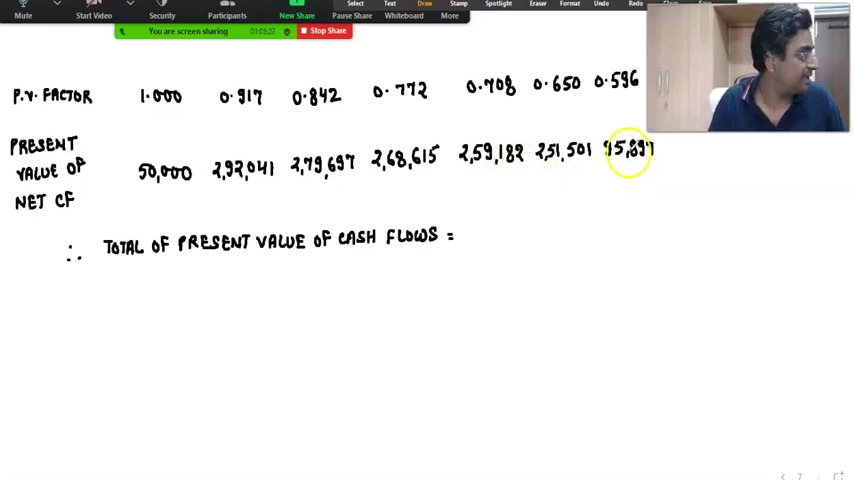 Mute Start Video Security Participants New Share Pause Share Whiteboard More
Select Text Draw Stamp Spotlight Eraser Format Undo Redo
You are screen sharing 01:05:23 Stop Share
P.V. FACTOR 1.000 0.917 0.842 0.772 0.708 0.650 0.596
PRESENT
VALUE OF
NET CF
50,000 2,92,041 2,79,697 2,68,615 2,59,182 2,51,501
∴ TOTAL OF PRESENT VALUE OF CASH FLOWS =
7